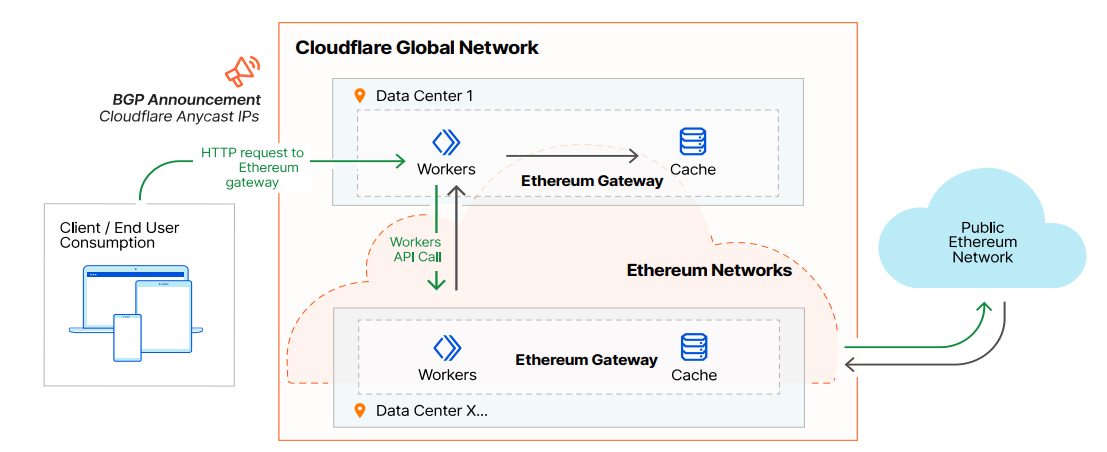 Cloudflare Global Network
BGP Announcement
Cloudflare Anycast IPs
Data Center 1
HTTP request to
Ethereum
gateway
Workers
Cache
Ethereum Gateway
Client / End User
Consumption
Workers
API Call
Ethereum Networks
Public
Ethereum
Network
Ethereum Gateway
Workers
Cache
Data Center X...